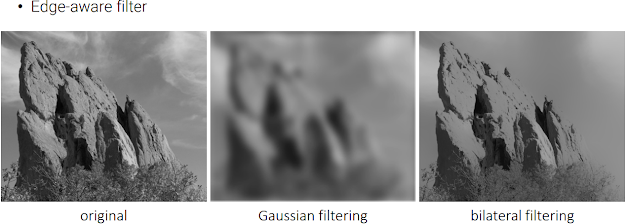 • Edge-aware filter
original
Gaussian filtering
bilateral filtering